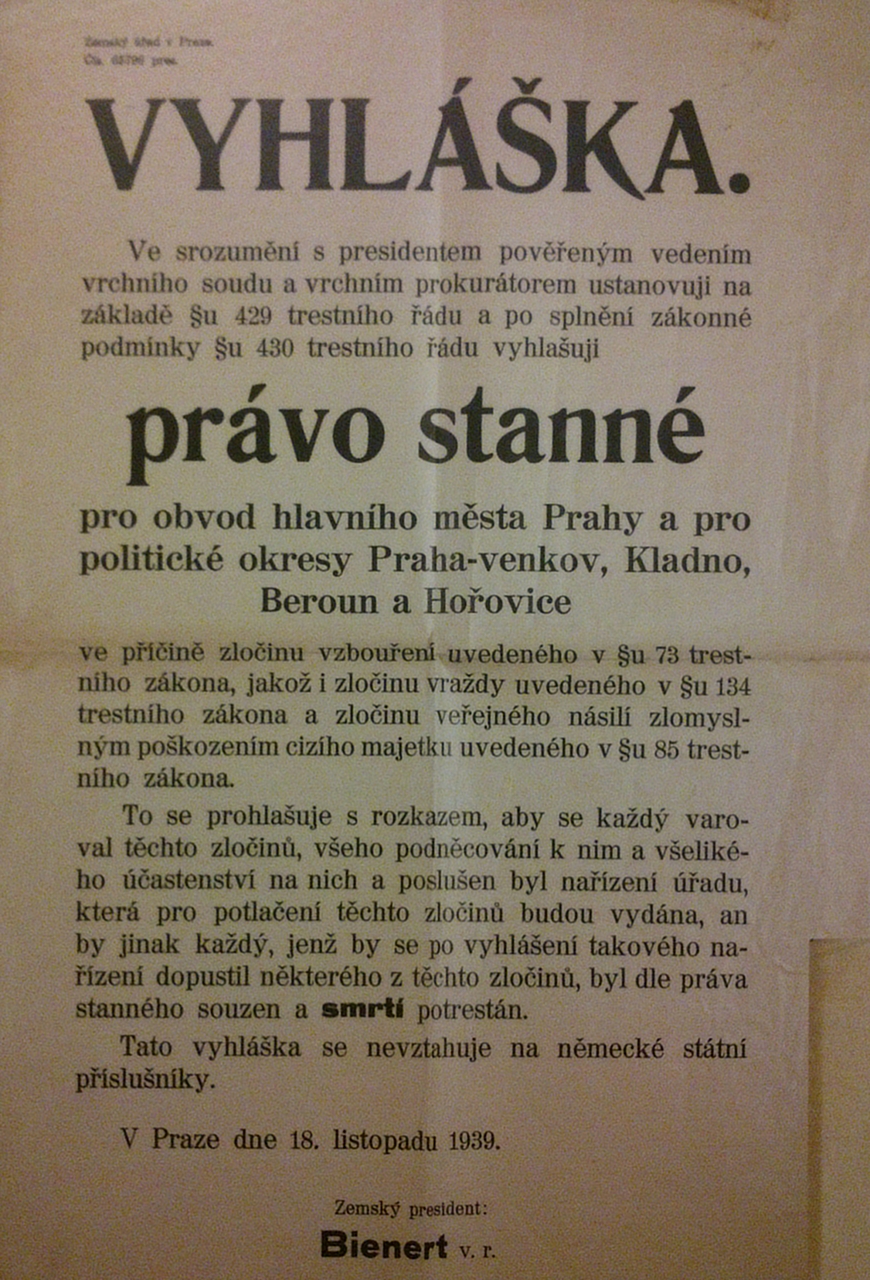 Zemský úřad v Praze.
Čís. 65796 pres.
VYHLÁŠKA.
Ve srozumění s presidentem pověřeným vedením
vrchního soudu a vrchním prokurátorem ustanovuji na
základě §u 429 trestního řádu a po splnění zákonné
podmínky §u 430 trestního řádu vyhlašuji
právo stanné
pro obvod hlavního města Prahy a pro
politické okresy Praha-venkov, Kladno,
Beroun a Hořovice
ve příčině zločinu vzbouření uvedeného v §u 73 trest-
ního zákona, jakož i zločinu vraždy uvedeného v §u 134
trestního zákona a zločinu veřejného násilí zlomysl-
ným poškozením cizího majetku uvedeného v §u 85 trest-
ního zákona.
To se prohlašuje s rozkazem, aby se každý varo-
val těchto zločinů, všeho podněcování k nim a všeliké-
ho účastenství na nich a poslušen byl nařízení úřadu,
která pro potlačení těchto zločinů budou vydána, an
by jinak každý, jenž by se po vyhlášení takového na-
řízení dopustil některého z těchto zločinů, byl dle práva
stanného souzen a smrtí potrestán.
Tato vyhláška se nevztahuje na německé státní
příslušníky.
V Praze dne 18. listopadu 1939.
Zemský president:
Bienert v. r.